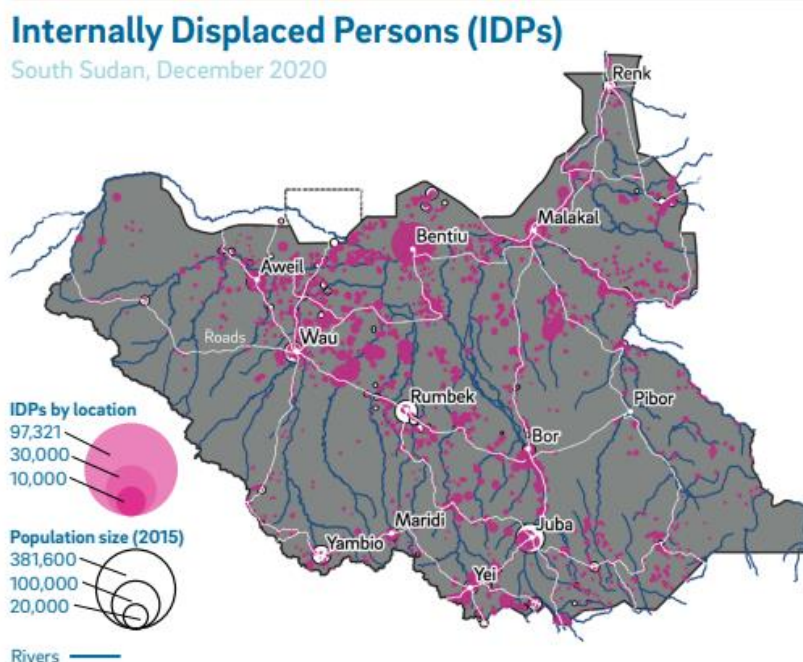 Internally Displaced Persons (IDPs)
South Sudan, December 2020
Renk
Malakal
Bentiu
Aweil
Roads
Wau
Rumbek
Pibor
Bor
Maridi
Juba
Yambio
Yei
IDPs by location
97,321
30,000
10,000
Population size (2015)
381,600
100,000
20,000
Rivers